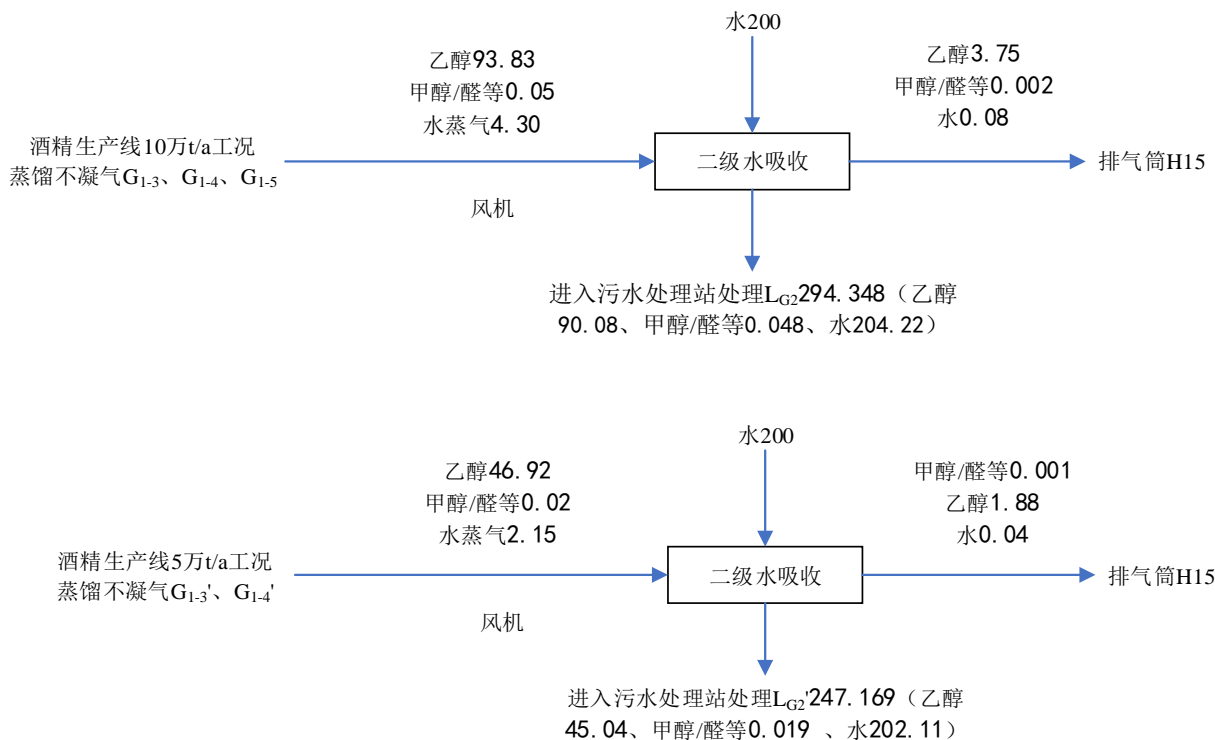 水200
乙醇93.83
甲醇/醛等0.05
水蒸气4.30
乙醇3.75
甲醇/醛等0.002
水0.08
酒精生产线10万t/a工况
蒸馏不凝气G1-3、G1-4、G1-5
二级水吸收
排气筒H15
风机
进入污水处理站处理LG2294.348（乙醇
90.08、甲醇/醛等0.048、水204.22）
水200
乙醇46.92
甲醇/醛等0.02
水蒸气2.15
甲醇/醛等0.001
乙醇1.88
水0.04
酒精生产线5万t/a工况
蒸馏不凝气G1-3'、G1-4'
二级水吸收
排气筒H15
风机
进入污水处理站处理LG2'247.169（乙醇
45.04、甲醇/醛等0.019 、水202.11）